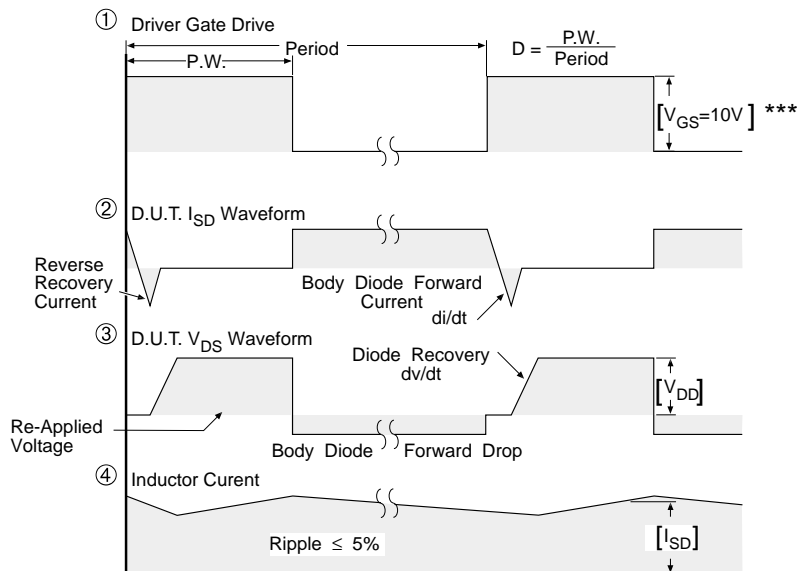 ① Driver Gate Drive
Period
P.W.
D = P.W.
Period
[VGS=10V] ***
② D.U.T. ISD Waveform
Reverse
Recovery
Current
Body Diode Forward
Current
di/dt
③ D.U.T. VDS Waveform
Diode Recovery
dv/dt
[VDD]
Re-Applied
Voltage
Body Diode Forward Drop
④ Inductor Curent
Ripple ≤ 5%
[ISD]